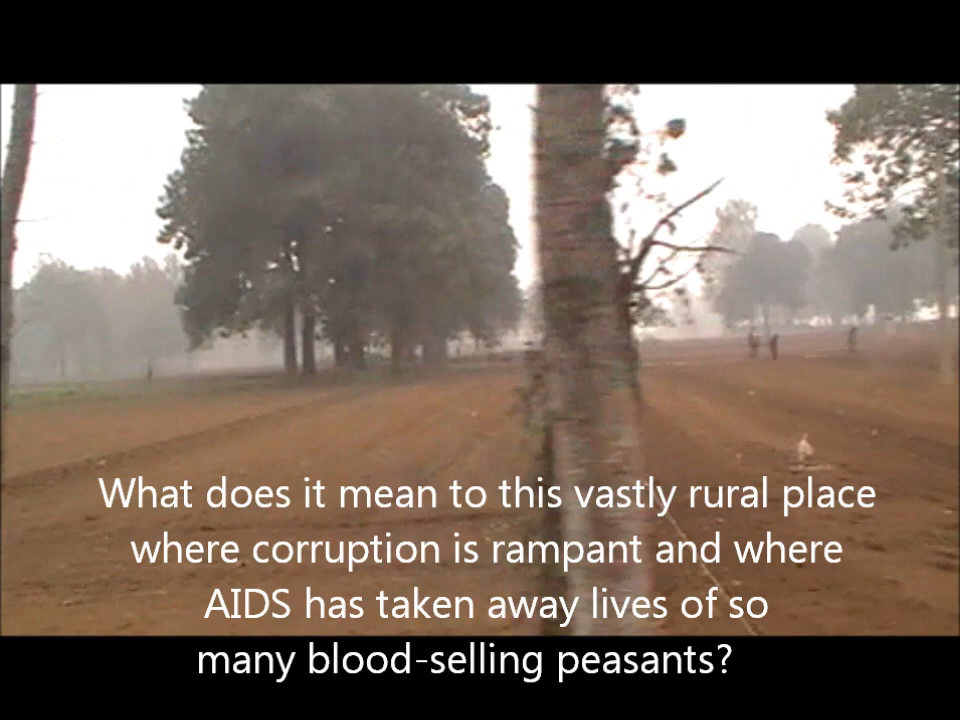 What does it mean to this vastly rural place
where corruption is rampant and where
AIDS has taken away lives of so
many blood-selling peasants?